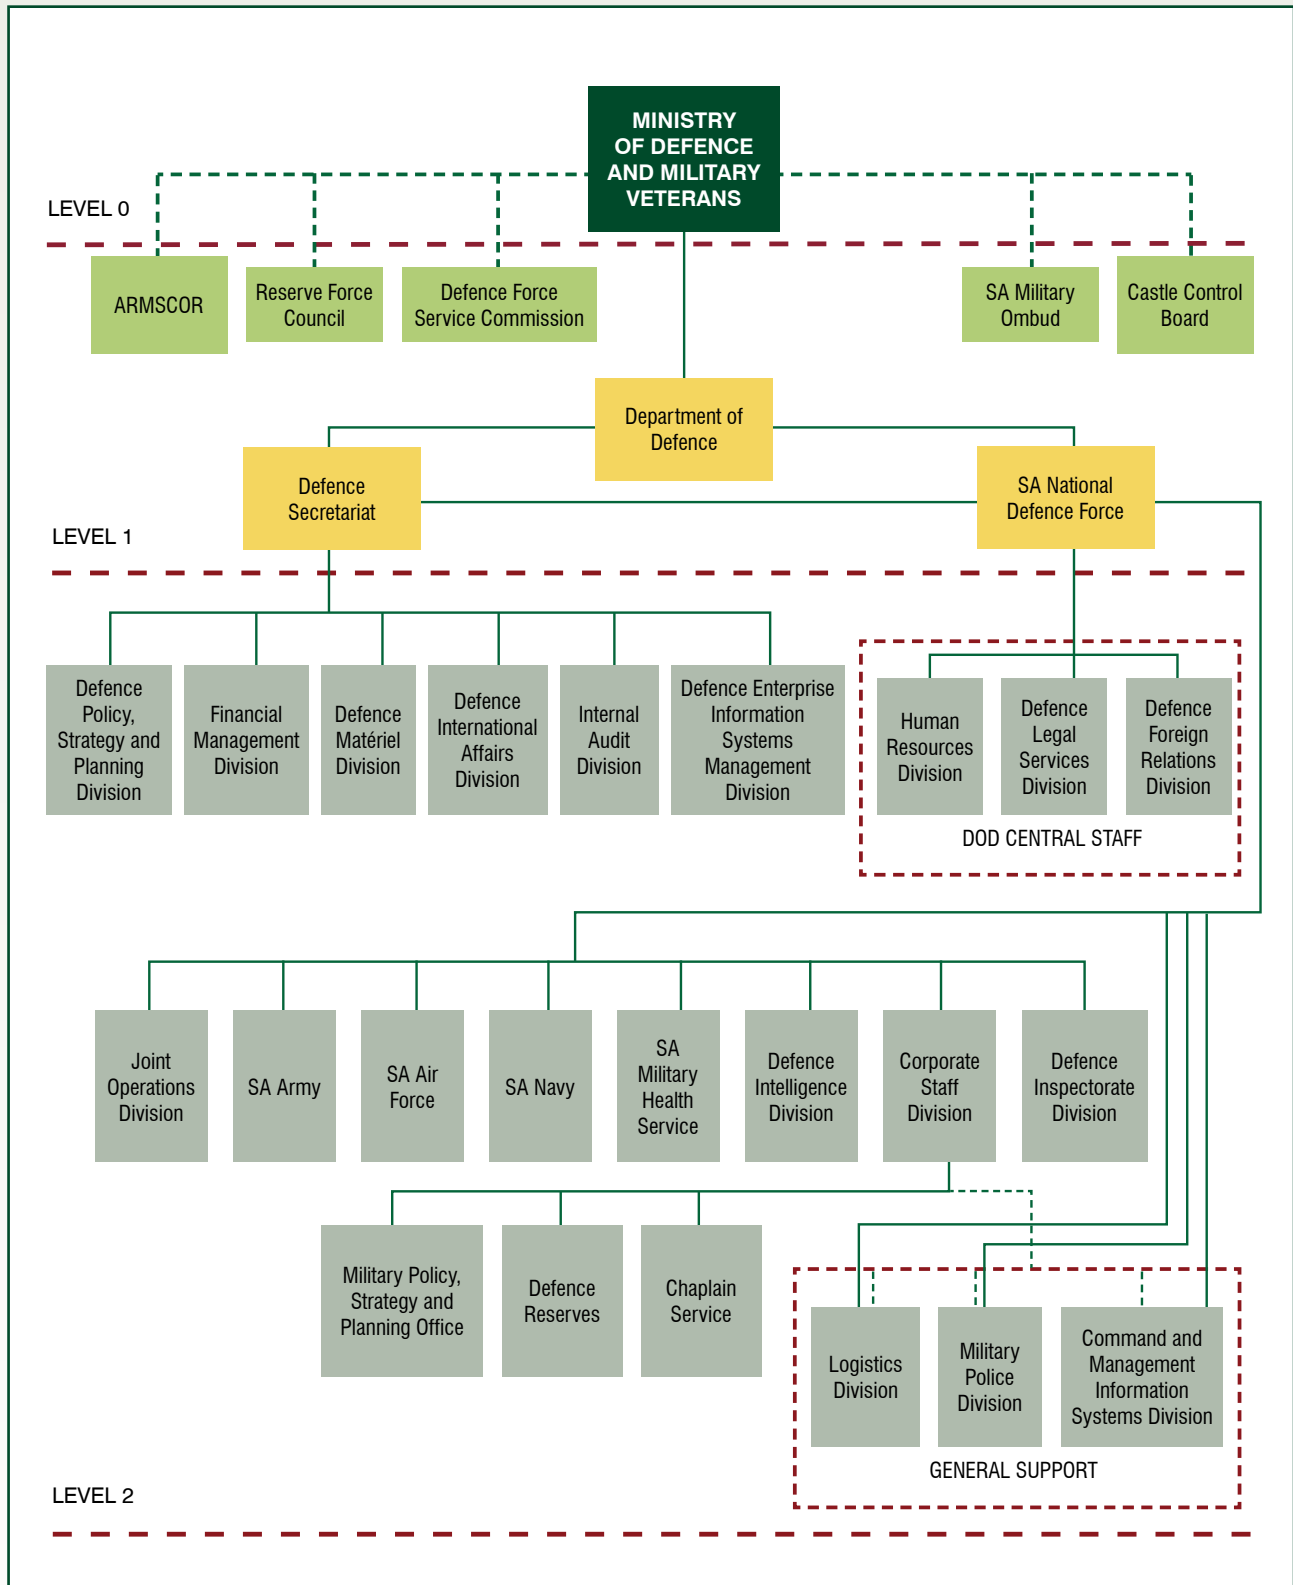 MINISTRY
OF DEFENCE
AND MILITARY
VETERANS
LEVEL 0
ARMSCOR
Reserve Force
Council
Defence Force
Service Commission
SA Military
Ombud
Castle Control
Board
Department of
Defence
Defence
Secretariat
SA National
Defence Force
LEVEL 1
Defence
Policy,
Strategy and
Planning
Division
Financial
Management
Division
Defence
Matériel
Division
Defence
International
Affairs
Division
Internal
Audit
Division
Defence Enterprise
Information
Systems
Management
Division
Human
Resources
Division
Defence
Legal
Services
Division
Defence
Foreign
Relations
Division
DOD CENTRAL STAFF
Joint
Operations
Division
SA Army
SA Air
Force
SA Navy
SA
Military
Health
Service
Defence
Intelligence
Division
Corporate
Staff
Division
Defence
Inspectorate
Division
Military Policy,
Strategy and
Planning Office
Defence
Reserves
Chaplain
Service
Logistics
Division
Military
Police
Division
Command and
Management
Information
Systems Division
GENERAL SUPPORT
LEVEL 2